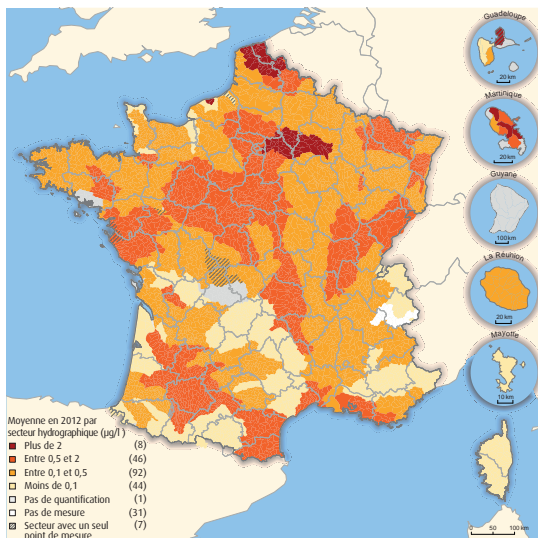 Guadeloupe
20 km
Martinique
20 km
Guyane
100 km
La Réunion
20 km
Mayotte
10 km
Moyenne en 2012 par
secteur hydrographique (µg/l)
Plus de 2 (8)
Entre 0,5 et 2 (46)
Entre 0,1 et 0,5 (92)
Moins de 0,1 (44)
Pas de quantification (1)
Pas de mesure (31)
Secteur avec un seul (7)
point de mesure
0 50 100 km